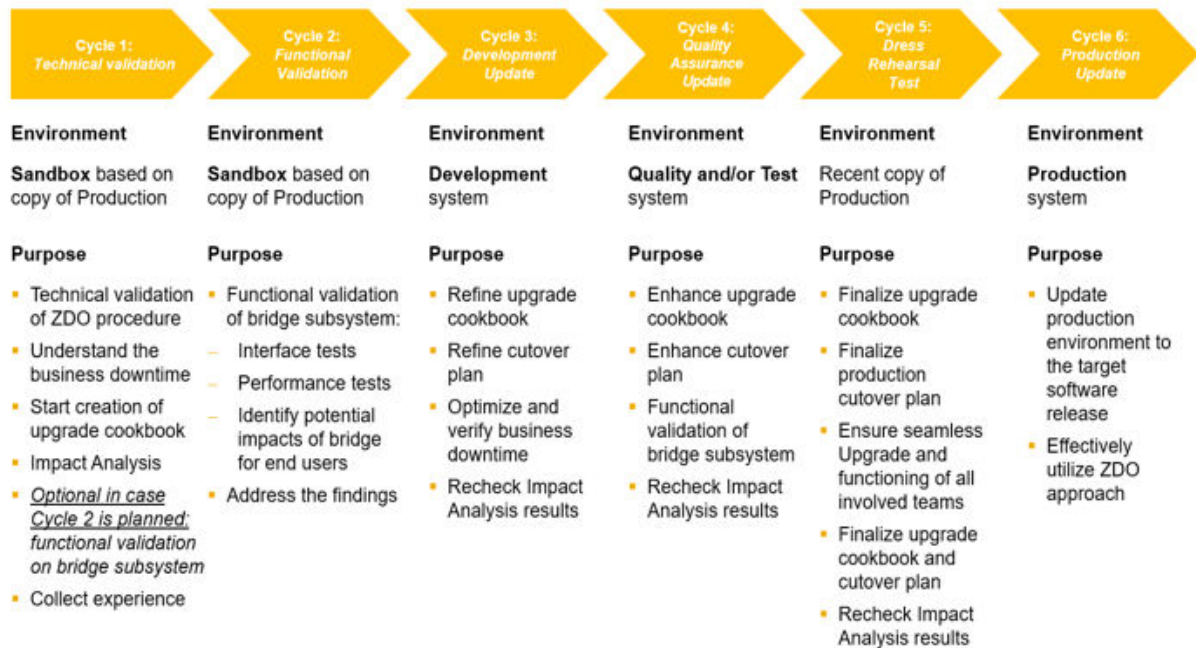 Cycle 1:
Technical validation
Cycle 2:
Functional
Validation
Cycle 3:
Development
Update
Cycle 4:
Quality
Assurance
Update
Cycle 5:
Dress
Rehearsal
Test
Cycle 6:
Production
Update
Environment
Sandbox based on
copy of Production
Purpose
Technical validation
of ZDO procedure
Understand the
business downtime
Start creation of
upgrade cookbook
Impact Analysis
Optional in case
Cycle 2 is planned:
functional validation
on bridge subsystem
Collect experience
Environment
Sandbox based on
copy of Production
Purpose
Functional validation
of bridge subsystem:
Interface tests
Performance tests
Identify potential
impacts of bridge
for end users
Address the findings
Environment
Development
system
Purpose
Refine upgrade
cookbook
Refine cutover
plan
Optimize and
verify business
downtime
Recheck Impact
Analysis results
Environment
Quality and/or Test
system
Purpose
Enhance upgrade
cookbook
Enhance cutover
plan
Functional
validation of
bridge subsystem
Recheck Impact
Analysis results
Environment
Recent copy of
Production
Purpose
Finalize upgrade
cookbook
Finalize
production
cutover plan
Ensure seamless
Upgrade and
functioning of all
involved teams
Finalize upgrade
cookbook and
cutover plan
Recheck Impact
Analysis results
Environment
Production
system
Purpose
Update
production
environment to
the target
software
release
Effectively
utilize ZDO
approach